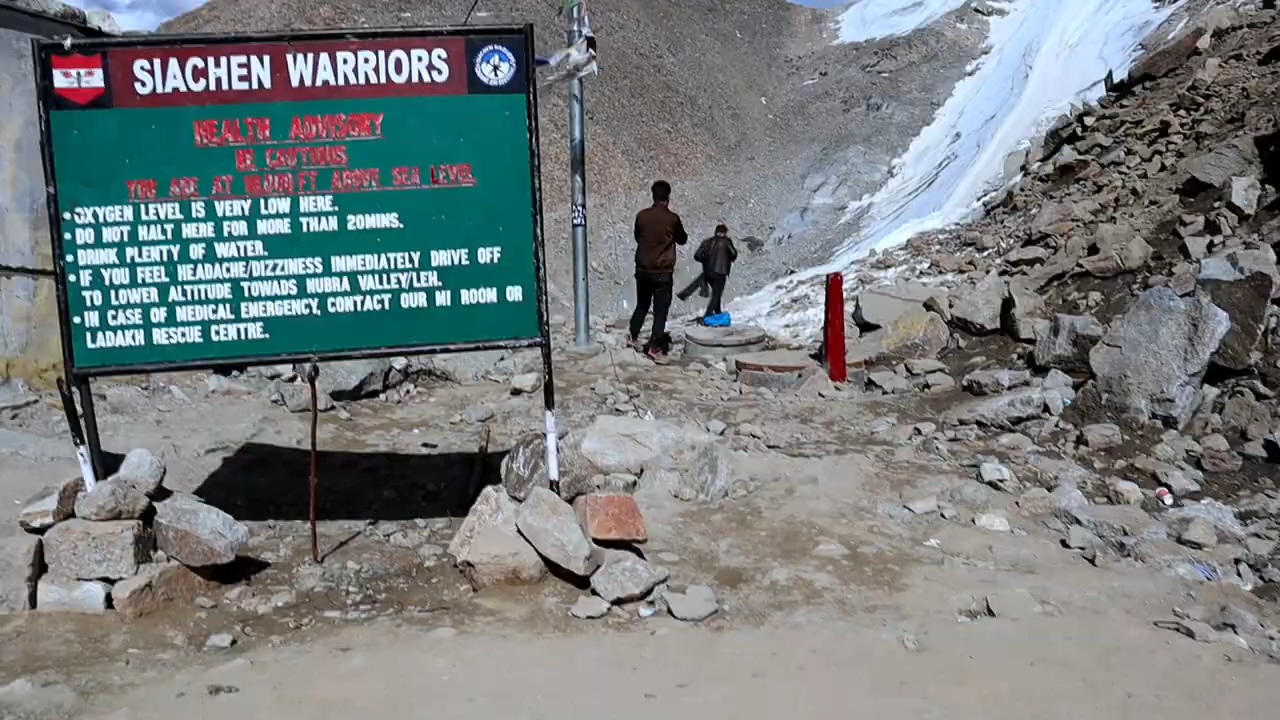 SIACHEN WARRIORS
HEALTH ADVISORY
BE CAUTIOUS
YOU ARE AT 18,000 FT ABOVE SEA LEVEL
• OXYGEN LEVEL IS VERY LOW HERE.
• DO NOT HALT HERE FOR MORE THAN 20MINS.
• DRINK PLENTY OF WATER.
• IF YOU FEEL HEADACHE/DIZZINESS IMMEDIATELY DRIVE OFF
TO LOWER ALTITUDE TOWADS NUBRA VALLEY/LEH.
• IN CASE OF MEDICAL EMERGENCY, CONTACT OUR MI ROOM OR
LADAKH RESCUE CENTRE.